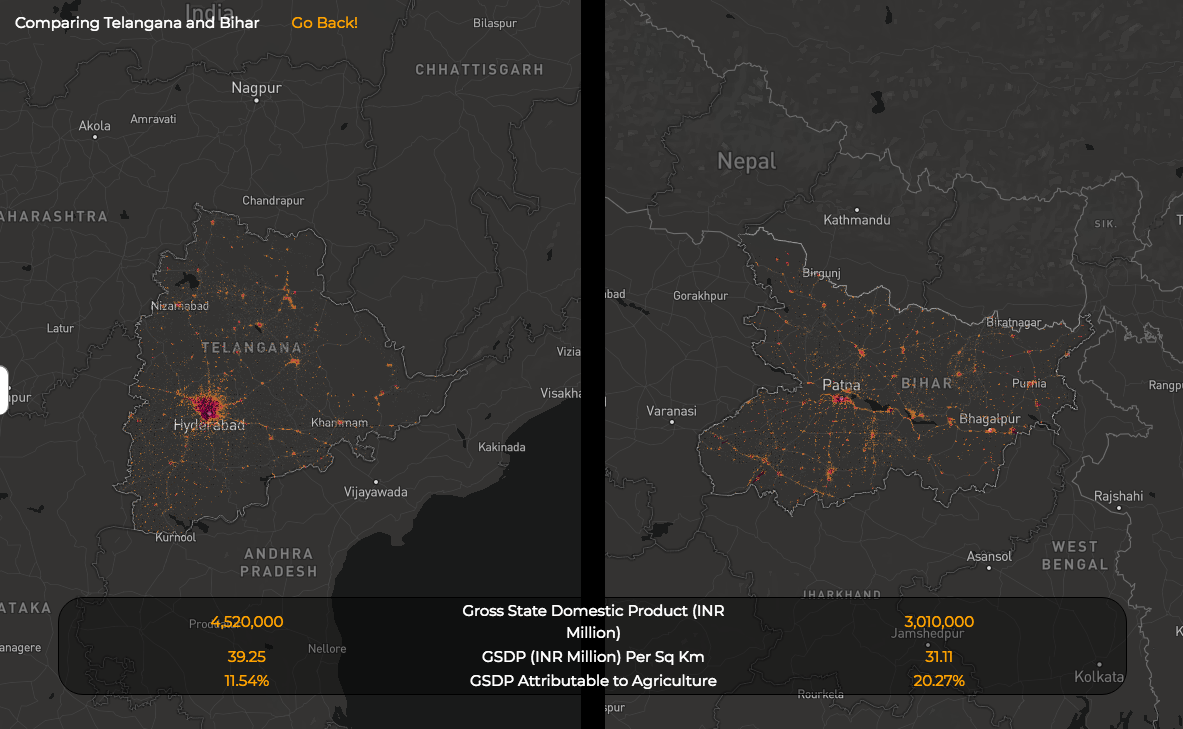 Comparing Telangana and Bihar
Go Back!
India
Bilaspur
CHHATTISGARH
Nagpur
Amravati
Akola
Chandrapur
AHARASHTRA
Nizamabad
Latur
TELANGANA
Vizia
Visakha
apur
Hyderabad
Khammam
Kakinada
Vijayawada
Kurnool
ANDHRA
PRADESH
ATAKA
anagere
Nellore
Nepal
Kathmandu
SIK.
Birgunj
bad
Gorakhpur
Biratnagar
Patna
BIHAR
Purnia
Rangp
Varanasi
Bhagalpur
Rajshahi
Asansol
WEST
BENGAL
JHARKHAND
Jamshedpur
Kolkata
Rourkela
spur
4,520,000
Gross State Domestic Product (INR
Million)
3,010,000
39.25
GSDP (INR Million) Per Sq Km
31.11
11.54%
GSDP Attributable to Agriculture
20.27%